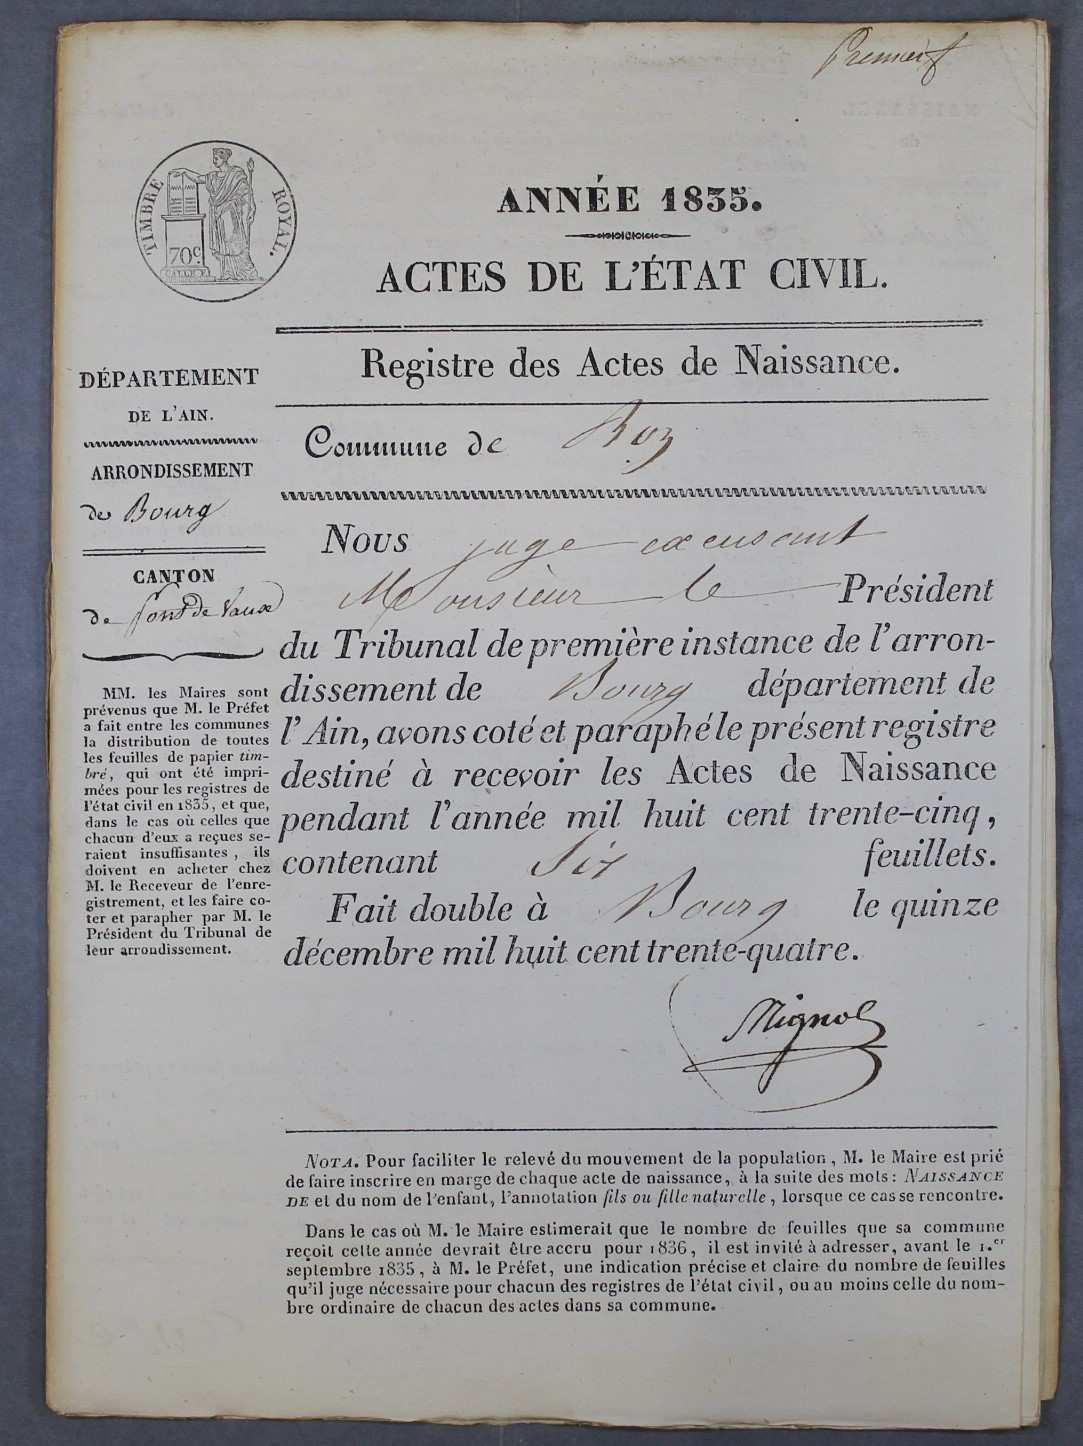 Premier f
TIMBRE ROYAL.
70c.
ANNÉE 1835.
ACTES DE L'ÉTAT CIVIL.
Registre des Actes de Naissance.
Commune de Boz
DÉPARTEMENT
DE L'AIN.
ARRONDISSEMENT
de Bourg
CANTON
de Pont de Vaux
MM. les Maires sont
prévenus que M. le Préfet
a fait entre les communes
la distribution de toutes
les feuilles de papier tim-
bré, qui ont été impri-
mées pour les registres de
l'état civil en 1835, et que,
dans le cas où celles que
chacun d'eux a reçues se-
raient insuffisantes, ils
doivent en acheter chez
M. le Receveur de l'enre-
gistrement, et les faire co-
ter et parapher par M. le
Président du Tribunal de
leur arrondissement.
Nous juge excusant
Monsieur le Président
du Tribunal de première instance de l'arron-
dissement de Bourg département de
l'Ain, avons coté et paraphé le présent registre
destiné à recevoir les Actes de Naissance
pendant l'année mil huit cent trente-cinq,
contenant Six feuillets.
Fait double à Bourg le quinze
décembre mil huit cent trente-quatre.
NOTA. Pour faciliter le relevé du mouvement de la population, M. le Maire est prié
de faire inscrire en marge de chaque acte de naissance, à la suite des mots: NAISSANCE
DE et du nom de l'enfant, l'annotation fils ou fille naturelle, lorsque ce cas se rencontre.
Dans le cas où M. le Maire estimerait que le nombre de feuilles que sa commune
reçoit cette année devrait être accru pour 1836, il est invité à adresser, avant le 1.er
septembre 1835, à M. le Préfet, une indication précise et claire du nombre de feuilles
qu'il juge nécessaire pour chacun des registres de l'état civil, ou au moins celle du nom-
bre ordinaire de chacun des actes dans sa commune.